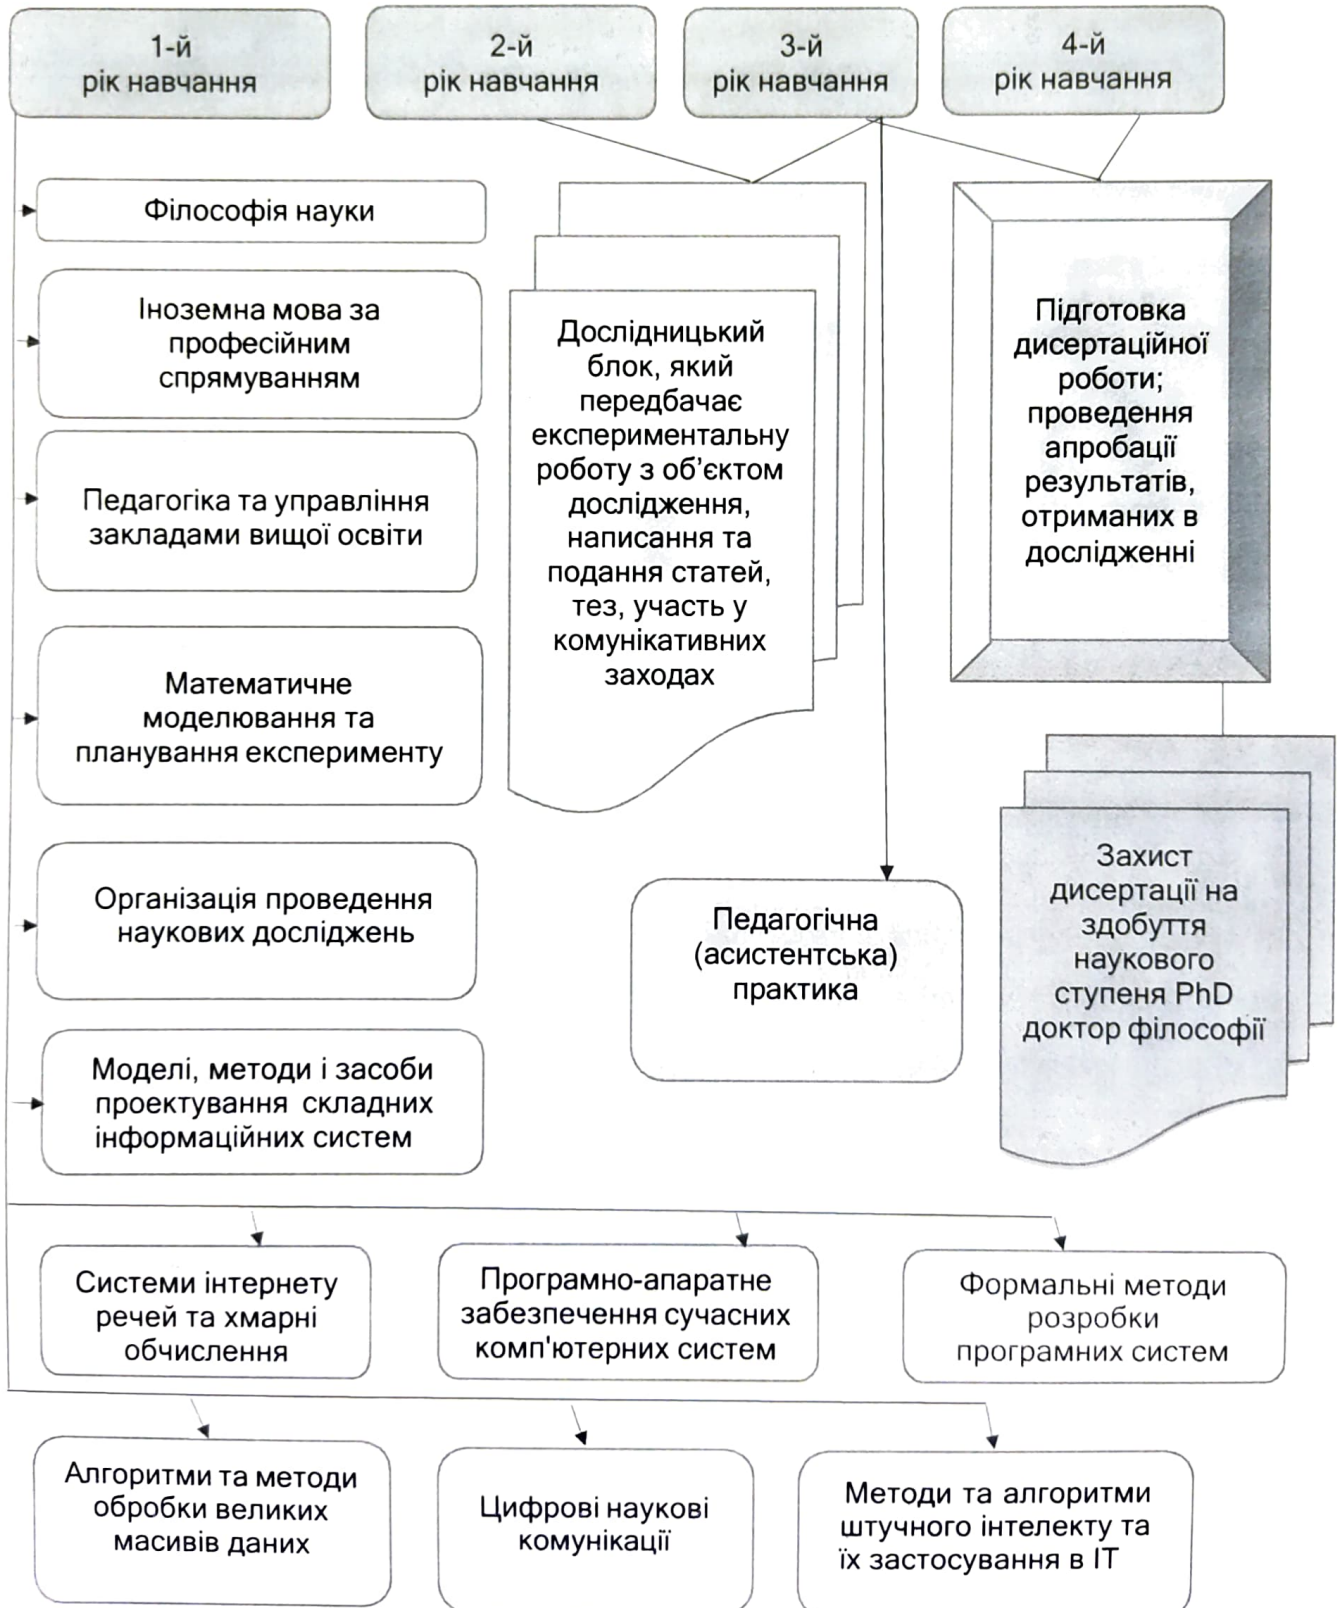 1-й
рік навчання
2-й
рік навчання
3-й
рік навчання
4-й
рік навчання
Філософія науки
Іноземна мова за
професійним
спрямуванням
Педагогіка та управління
закладами вищої освіти
Математичне
моделювання та
планування експерименту
Організація проведення
наукових досліджень
Моделі, методи і засоби
проектування складних
інформаційних систем
Дослідницький
блок, який
передбачає
експериментальну
роботу з об’єктом
дослідження,
написання та
подання статей,
тез, участь у
комунікативних
заходах
Підготовка
дисертаційної
роботи;
проведення
апробації
результатів,
отриманих в
дослідженні
Педагогічна
(асистентська)
практика
Захист
дисертації на
здобуття
наукового
ступеня PhD
доктор філософії
Системи інтернету
речей та хмарні
обчислення
Програмно-апаратне
забезпечення сучасних
комп'ютерних систем
Формальні методи
розробки
програмних систем
Алгоритми та методи
обробки великих
масивів даних
Цифрові наукові
комунікації
Методи та алгоритми
штучного інтелекту та
їх застосування в ІТ